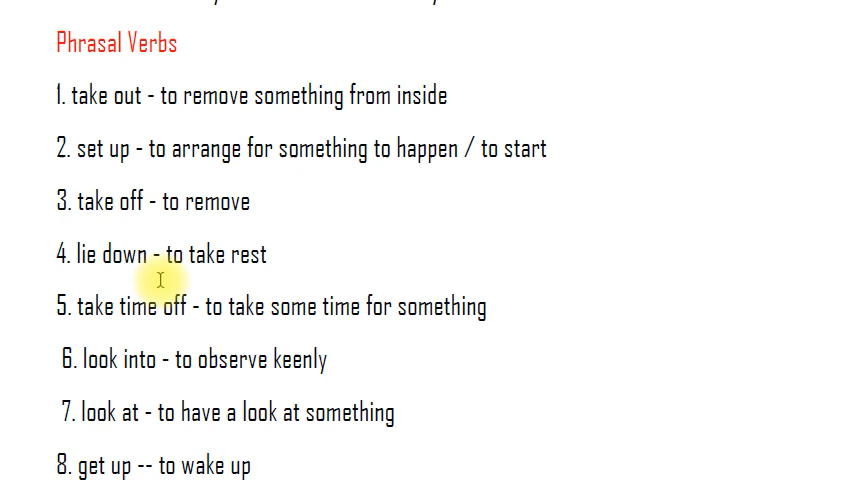 Phrasal Verbs
1. take out - to remove something from inside
2. set up - to arrange for something to happen / to start
3. take off - to remove
4. lie down - to take rest
5. take time off - to take some time for something
6. look into - to observe keenly
7. look at - to have a look at something
8. get up -- to wake up